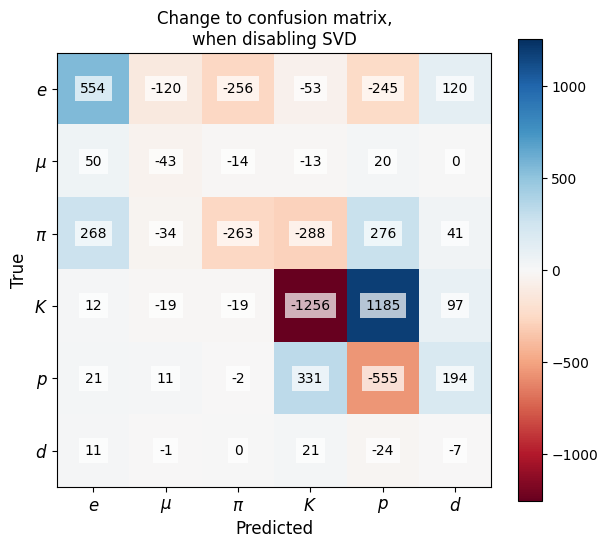 Change to confusion matrix,
when disabling SVD
e 554 -120 -256 -53 -245 120
μ 50 -43 -14 -13 20 0
π 268 -34 -263 -288 276 41
K 12 -19 -19 -1256 1185 97
p 21 11 -2 331 -555 194
d 11 -1 0 21 -24 -7
e μ π K p d
True
Predicted
1000
500
0
−500
−1000